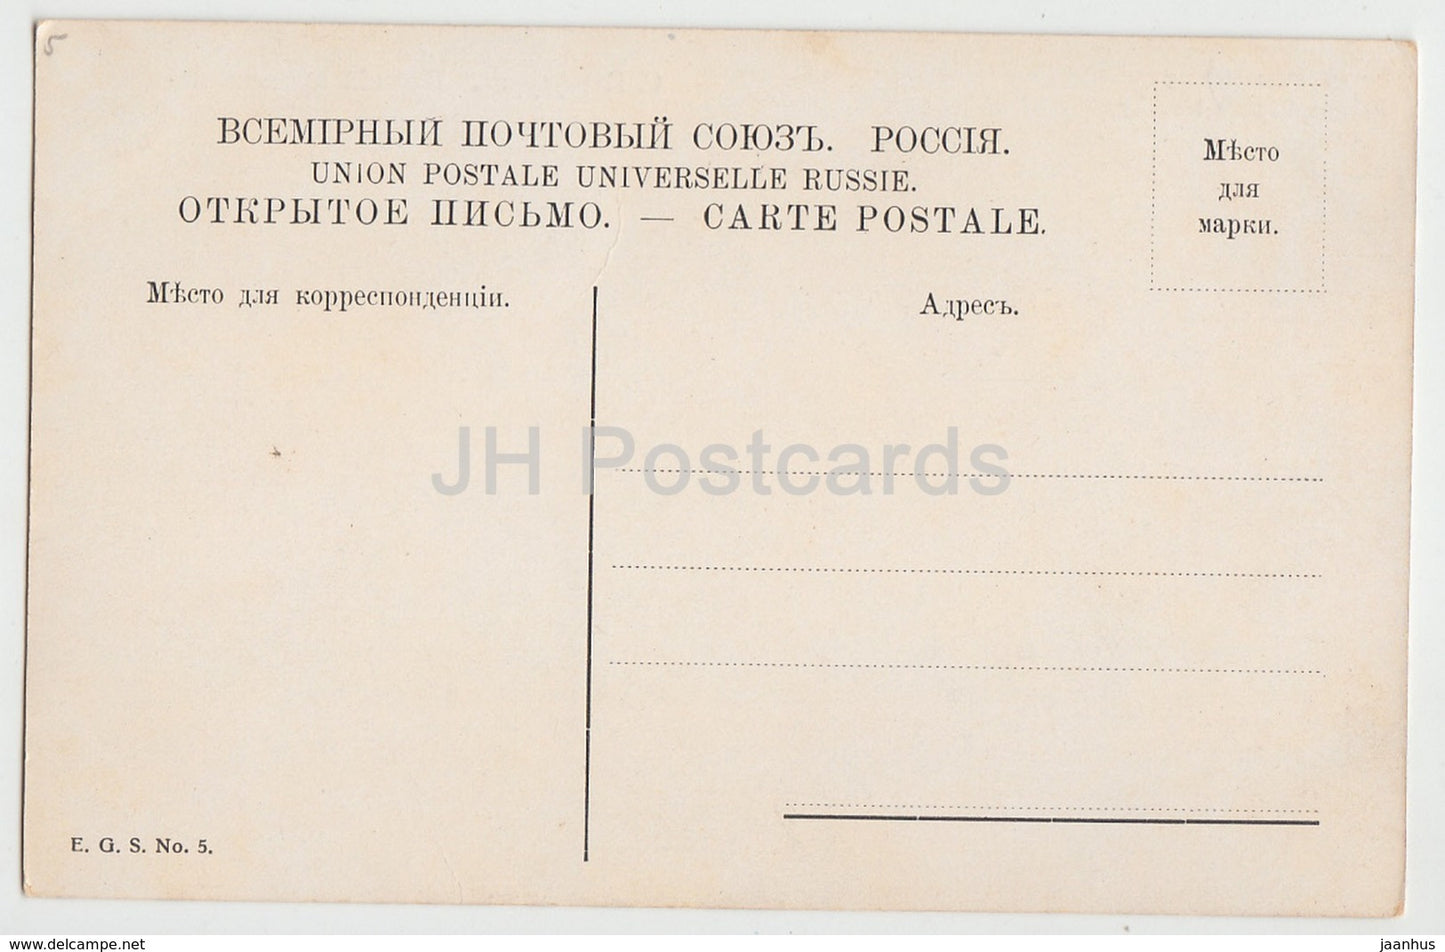 5
ВСЕМІРНЫЙ ПОЧТОВЫЙ СОЮЗЪ. РОССІЯ.
UNION POSTALE UNIVERSELLE RUSSIE.
ОТКРЫТОЕ ПИСЬМО. — CARTE POSTALE.
Мѣсто
для
марки.
Мѣсто для корреспонденціи.
Адресъ.
JH Postcards
E. G. S. No. 5.
www.delcampe.net
jaanhus